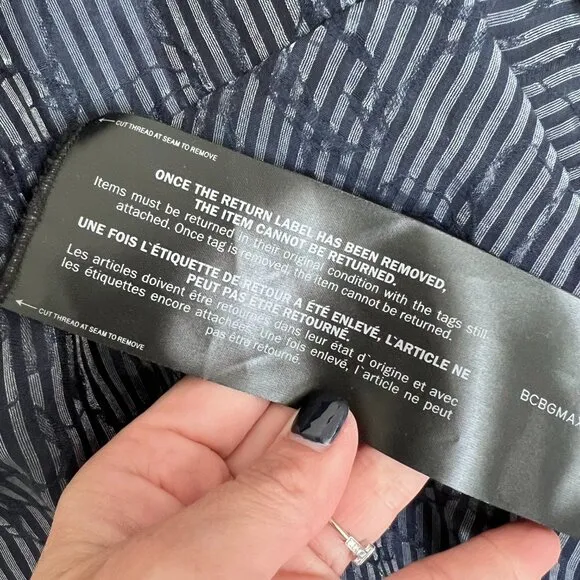 CUT THREAD AT SEAM TO REMOVE
ONCE THE RETURN LABEL HAS BEEN REMOVED,
THE ITEM CANNOT BE RETURNED.
Items must be returned in their original condition with the tags still
attached. Once tag is removed, the item cannot be returned.
UNE FOIS L'ÉTIQUETTE DE RETOUR A ÉTÉ ENLEVÉ, L'ARTICLE NE
PEUT PAS ÊTRE RETOURNÉ.
Les articles doivent être retournés dans leur état d`origine et avec
les étiquettes encore attachées. Une fois enlevé, l`article ne peut
pas être retourné.
CUT THREAD AT SEAM TO REMOVE
BCBGMAX